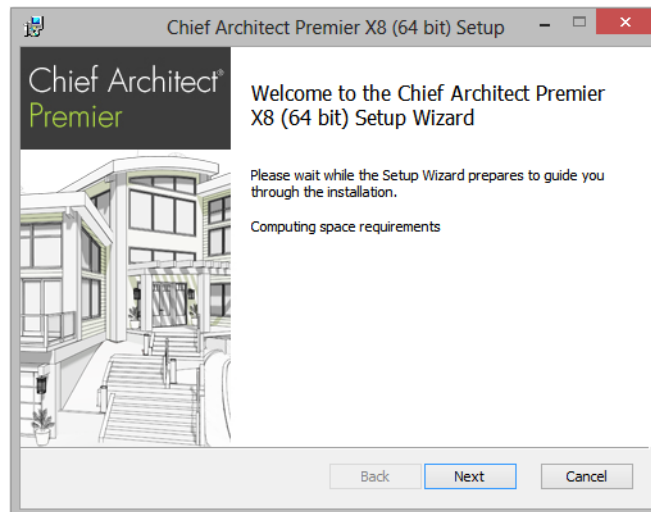 Chief Architect Premier X8 (64 bit) Setup
Chief Architect®
Premier
Welcome to the Chief Architect Premier
X8 (64 bit) Setup Wizard
Please wait while the Setup Wizard prepares to guide you
through the installation.
Computing space requirements
Back Next Cancel